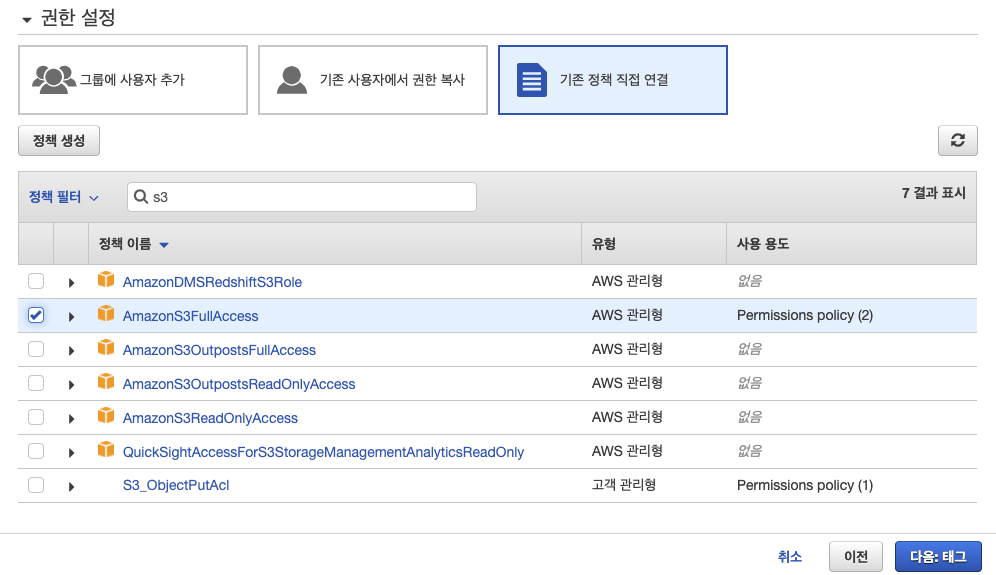 권한 설정
그룹에 사용자 추가
기존 사용자에서 권한 복사
기존 정책 직접 연결
정책 생성
정책 필터
s3
7 결과 표시
정책 이름 유형 사용 용도
AmazonDMSRedshiftS3Role AWS 관리형 없음
AmazonS3FullAccess AWS 관리형 Permissions policy (2)
AmazonS3OutpostsFullAccess AWS 관리형 없음
AmazonS3OutpostsReadOnlyAccess AWS 관리형 없음
AmazonS3ReadOnlyAccess AWS 관리형 없음
QuickSightAccessForS3StorageManagementAnalyticsReadOnly AWS 관리형 없음
S3_ObjectPutAcl 고객 관리형 Permissions policy (1)
취소 이전 다음: 태그